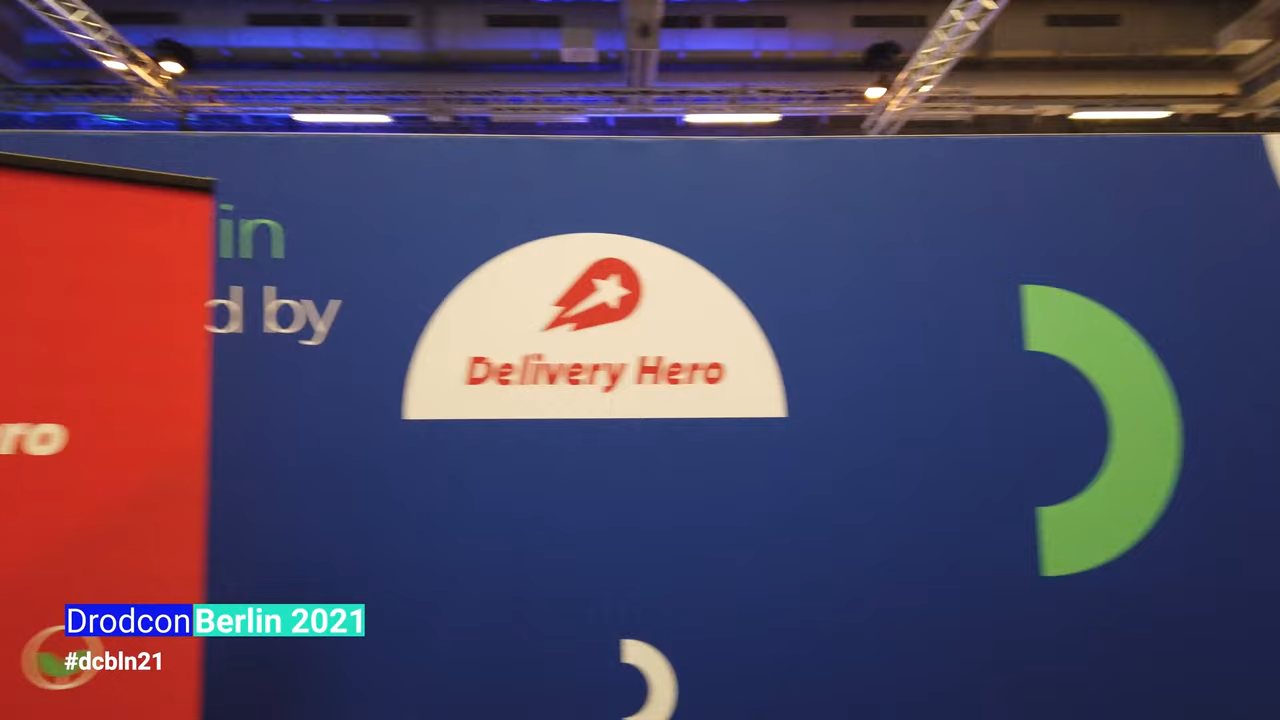 in
d by
Delivery Hero
ro
Drodcon Berlin 2021
#dcbln21